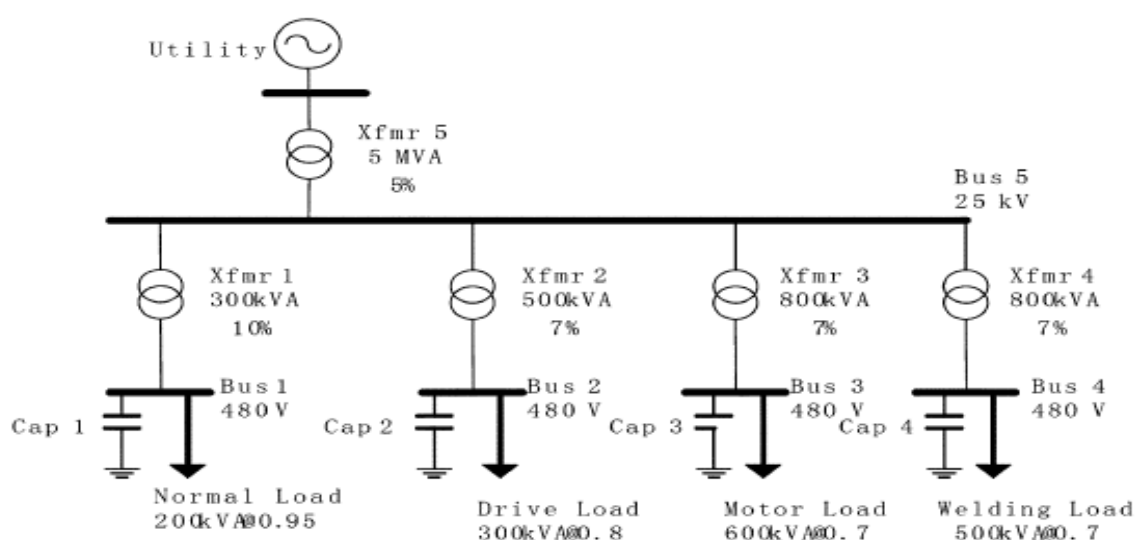 Utility
Xfmr 5
5 MVA
5%
Bus 5
25 kV
Xfmr 1
300kVA
10%
Xfmr 2
500kVA
7%
Xfmr 3
800kVA
7%
Xfmr 4
800kVA
7%
Bus 1
480 V
Cap 1
Bus 2
480 V
Cap 2
Bus 3
480 V
Cap 3
Bus 4
480 V
Cap 4
Normal Load
200kVA@0.95
Drive Load
300kVA@0.8
Motor Load
600kVA@0.7
Welding Load
500kVA@0.7